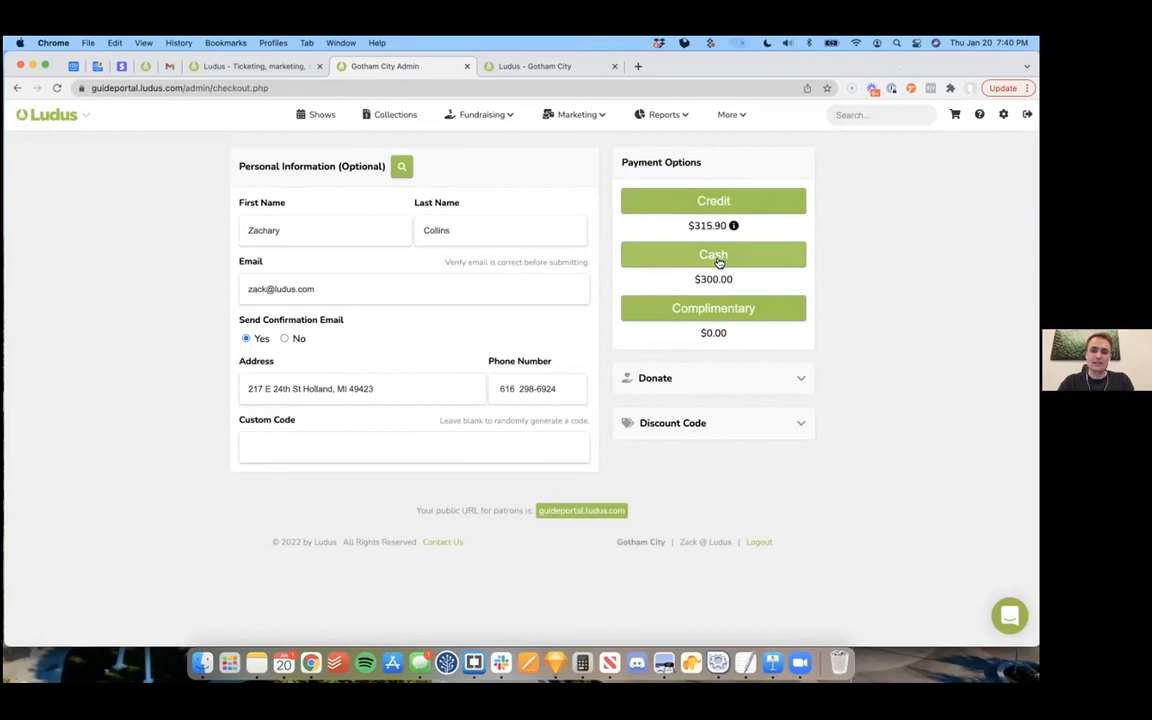 Chrome File Edit View History Bookmarks Profiles Tab Window Help Thu Jan 20 7:40 PM
Ludus - Ticketing, marketing, Gotham City Admin Ludus - Gotham City
guideportal.ludus.com/admin/checkout.php Update
Ludus Shows Collections Fundraising Marketing Reports More Search...
Personal Information (Optional)
First Name Last Name
Zachary Collins
Email Verify email is correct before submitting.
zack@ludus.com
Send Confirmation Email
Yes No
Address Phone Number
217 E 24th St Holland, MI 49423 616 298-6924
Custom Code Leave blank to randomly generate a code.
Payment Options
Credit
$315.90
Cash
$300.00
Complimentary
$0.00
Donate
Discount Code
Your public URL for patrons is: guideportal.ludus.com
© 2022 by Ludus All Rights Reserved Contact Us Gotham City | Zack @ Ludus | Logout